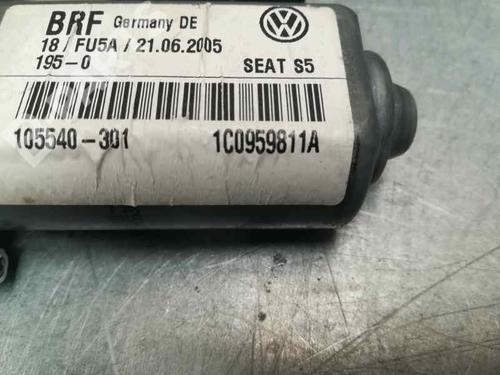 BRF Germany DE
18 / FU5A / 21.06.2005
195-0 SEAT S5
105540-301 1C0959811A